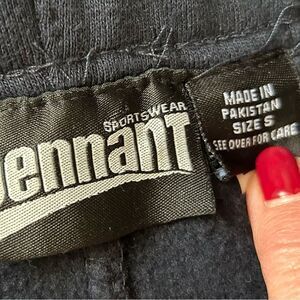 SPORTSWEAR
Pennant
MADE IN
PAKISTAN
SIZE S
SEE OVER FOR CARE